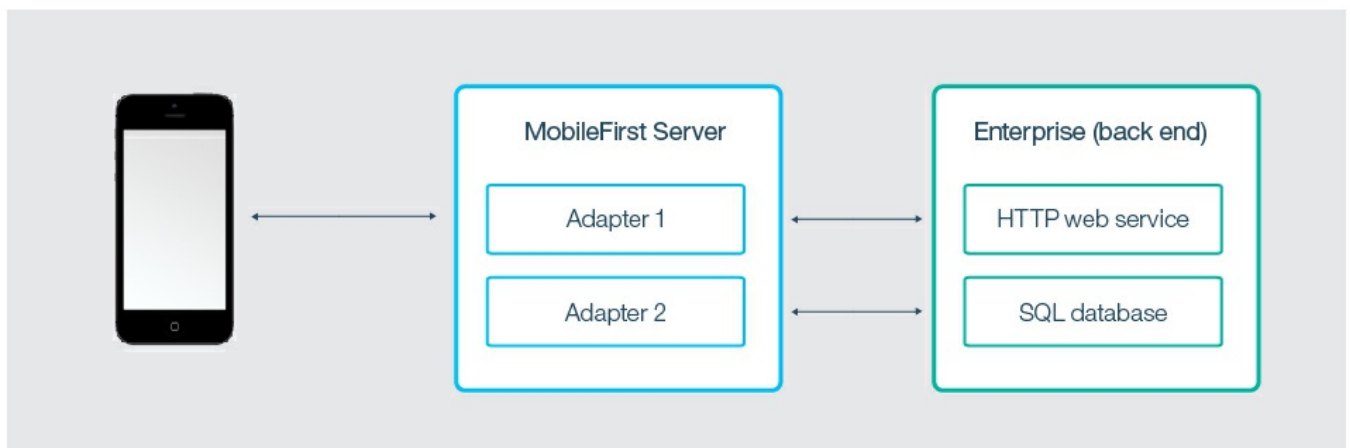 MobileFirst Server
Adapter 1
Adapter 2
Enterprise (back end)
HTTP web service
SQL database